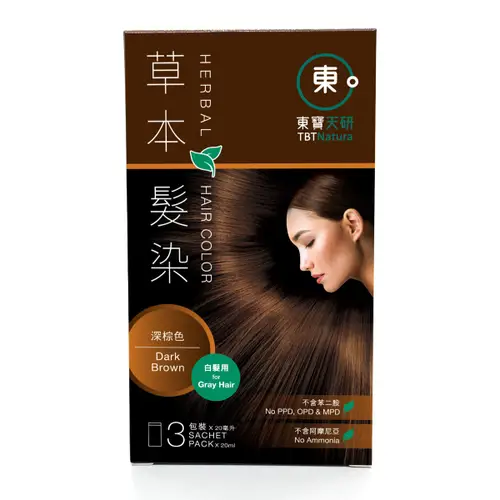 草本髮染
HERBAL HAIR COLOR
東
東寶天研
TBTNatura
深棕色
Dark
Brown
白髮用
for
Gray Hair
不含苯二胺
No PPD, OPD & MPD
不含阿摩尼亞
No Ammonia
3
包裝 X 20毫升
SACHET
PACK X 20ml